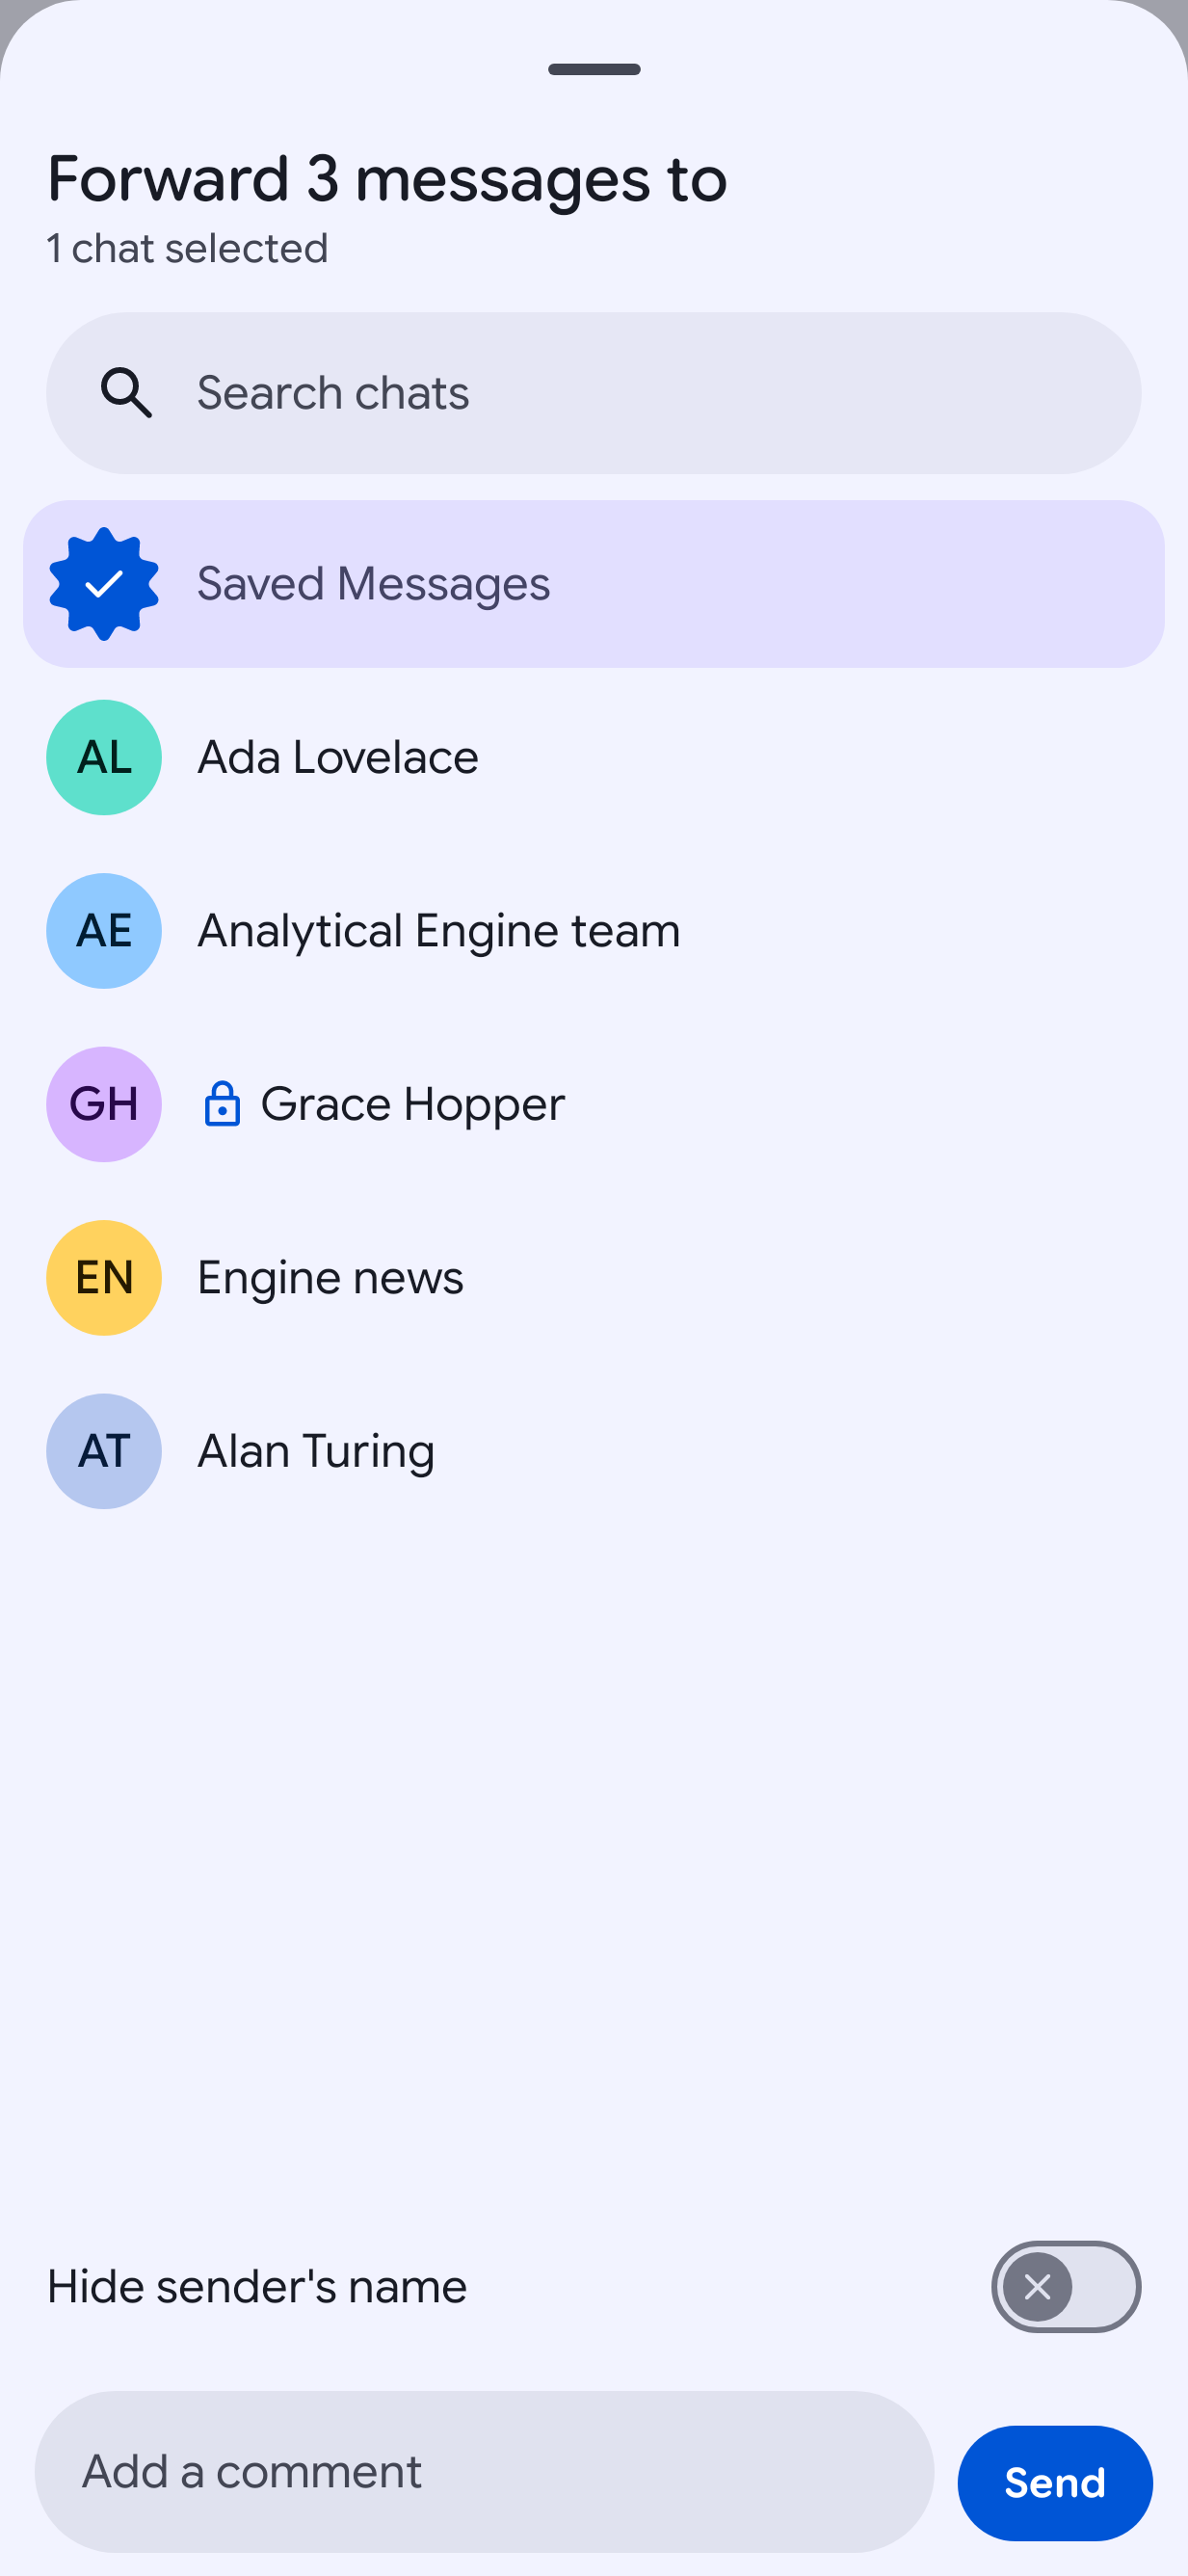 Forward 3 messages to
1 chat selected
Search chats
Saved Messages
AL Ada Lovelace
AE Analytical Engine team
GH Grace Hopper
EN Engine news
AT Alan Turing
Hide sender's name
Add a comment
Send